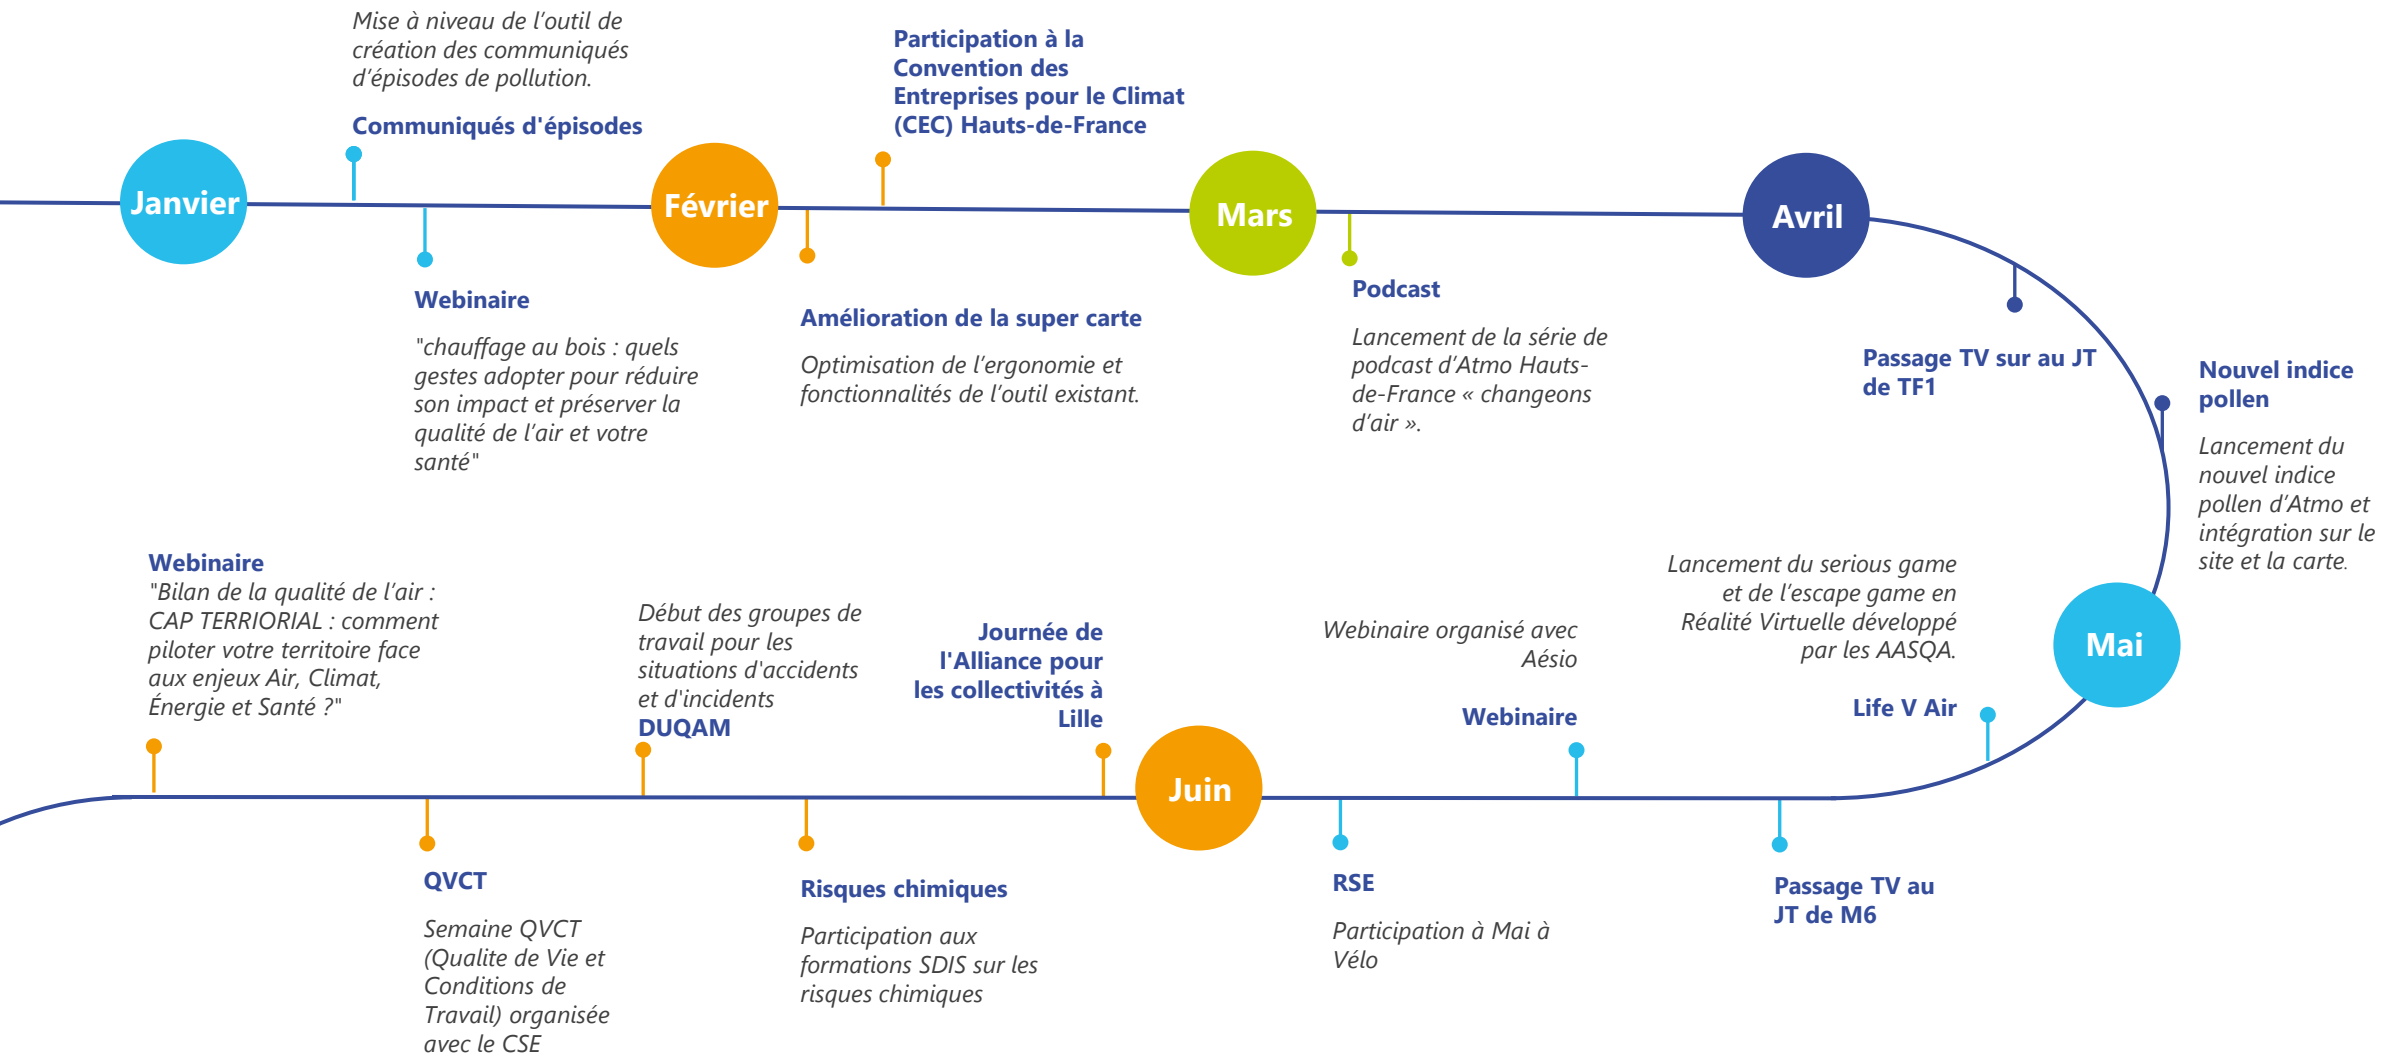 Mise à niveau de l'outil de
création des communiqués
d'épisodes de pollution.
Communiqués d'épisodes
Participation à la
Convention des
Entreprises pour le Climat
(CEC) Hauts-de-France
Janvier
Février
Mars
Avril
Webinaire
"chauffage au bois : quels
gestes adopter pour réduire
son impact et préserver la
qualité de l'air et votre
santé"
Amélioration de la super carte
Optimisation de l'ergonomie et
fonctionnalités de l'outil existant.
Podcast
Lancement de la série de
podcast d'Atmo Hauts-
de-France « changeons
d'air ».
Passage TV sur au JT
de TF1
Nouvel indice
pollen
Lancement du
nouvel indice
pollen d'Atmo et
intégration sur le
site et la carte.
Mai
Lancement du serious game
et de l'escape game en
Réalité Virtuelle développé
par les AASQA.
Life V Air
Passage TV au
JT de M6
Webinaire organisé avec
Aésio
Webinaire
RSE
Participation à Mai à
Vélo
Juin
Journée de
l'Alliance pour
les collectivités à
Lille
Risques chimiques
Participation aux
formations SDIS sur les
risques chimiques
Début des groupes de
travail pour les
situations d'accidents
et d'incidents
DUQAM
QVCT
Semaine QVCT
(Qualite de Vie et
Conditions de
Travail) organisée
avec le CSE
Webinaire
"Bilan de la qualité de l'air :
CAP TERRIORIAL : comment
piloter votre territoire face
aux enjeux Air, Climat,
Énergie et Santé ?"